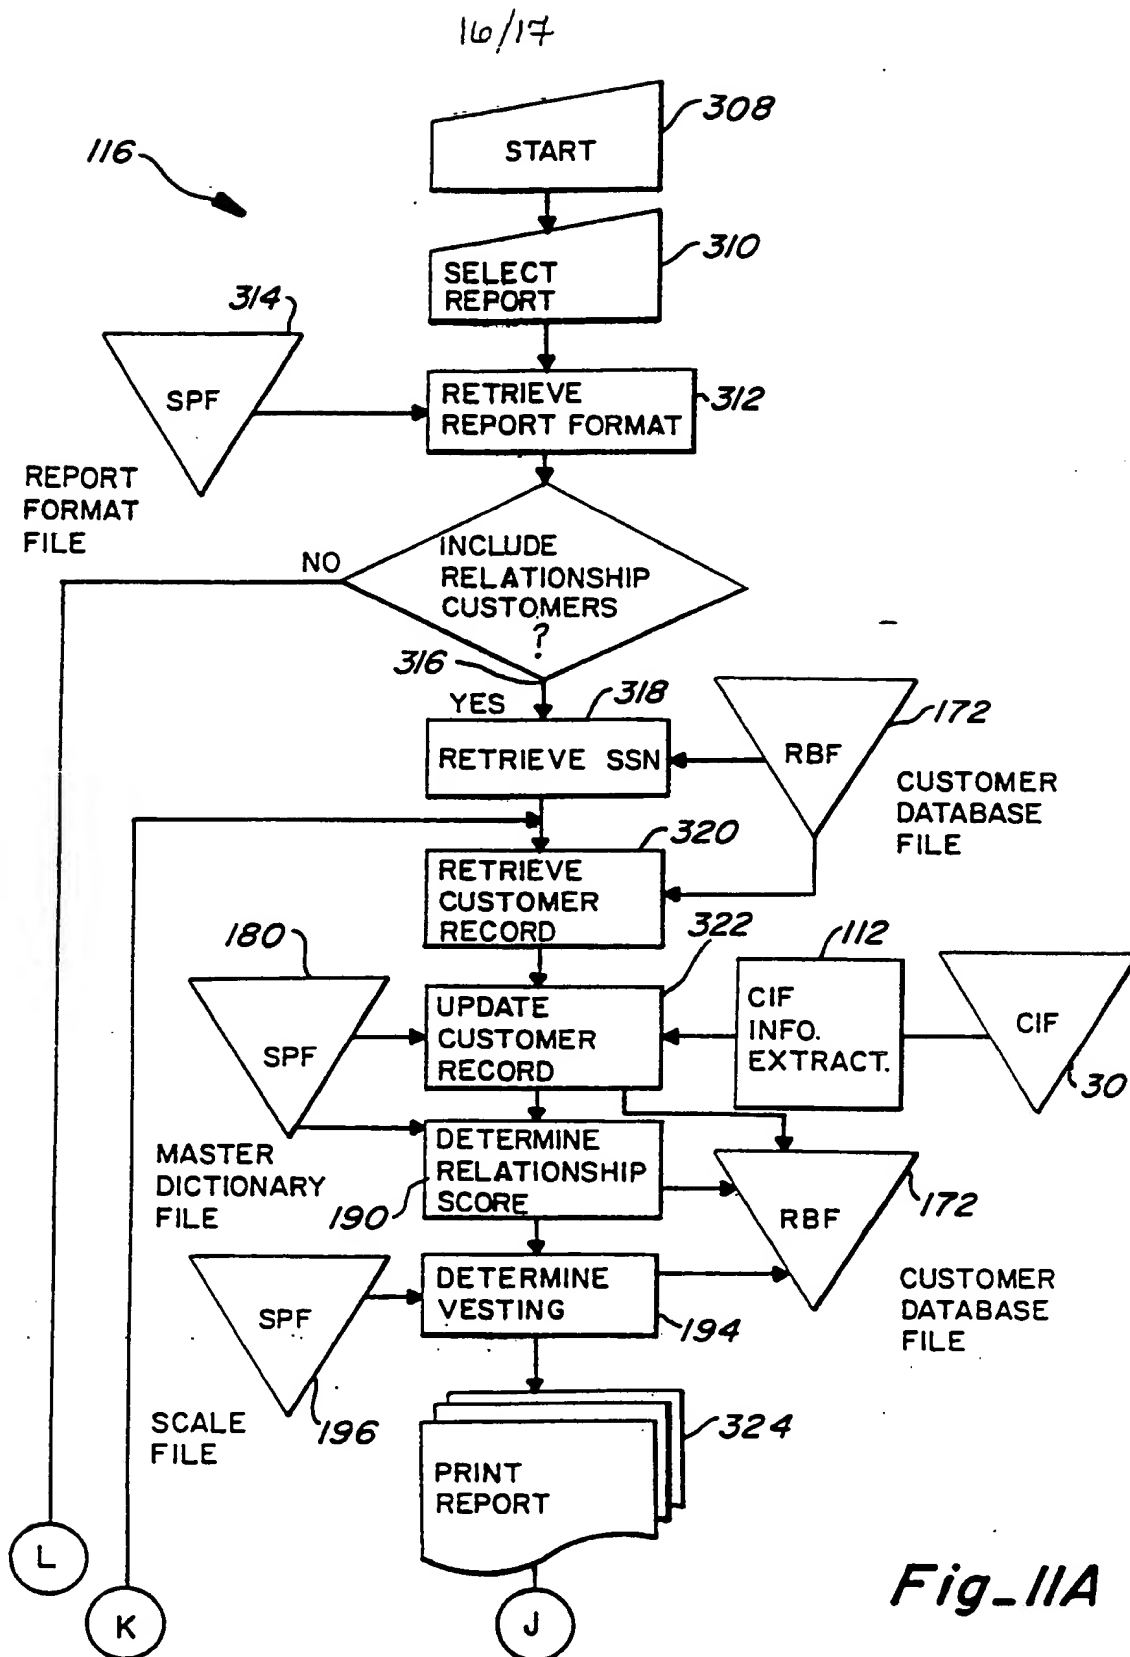 16/17
308
START
116
310
SELECT
REPORT
314
SPF
RETRIEVE
REPORT FORMAT
312
REPORT
FORMAT
FILE
NO
INCLUDE
RELATIONSHIP
CUSTOMERS
?
316
YES
318
RETRIEVE SSN
RBF
172
CUSTOMER
DATABASE
FILE
320
RETRIEVE
CUSTOMER
RECORD
322
112
180
SPF
UPDATE
CUSTOMER
RECORD
CIF
INFO.
EXTRACT.
CIF
30
MASTER
DICTIONARY
FILE
190
DETERMINE
RELATIONSHIP
SCORE
RBF
172
CUSTOMER
DATABASE
FILE
SPF
DETERMINE
VESTING
194
SCALE
FILE
196
324
PRINT
REPORT
L
K
J
Fig_11A